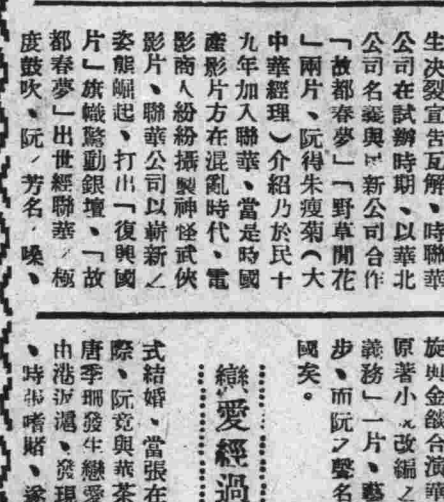 生決裂宣吿瓦解、時聯華
公司在試辦時期、以華北
公司名義與民新公司合作
「故都春夢」「野草閒花
」兩片、阮得朱瘦菊（大
中華經理）介紹乃於民十
九年加入聯華、當是時國
產影片方在混亂時代、電
影商人紛紛攝製神怪武俠
影片、聯華公司以嶄新之
姿態崛起、打出「復興國
片」旗幟驚動銀壇、「故
都春夢」出世經聯華之極
度鼓吹、阮之芳名、噪、
旋與金燄合演
原著小之改編之
義務」一片、藝
步、而阮之聲名
國矣。
戀愛經過
式結婚、當張在
際、阮竟與華茶
唐季珊發生戀愛
由港返滬、發現
、時張嗜賭、遂